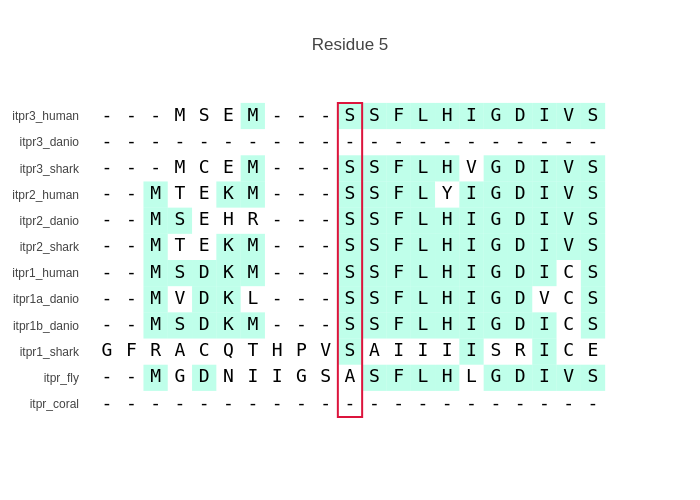 Residue 5
itpr3_human - - - M S E M - - - S S F L H I G D I V S
itpr3_danio - - - - - - - - - - - - - - - - - - - - -
itpr3_shark - - - M C E M - - - S S F L H V G D I V S
itpr2_human - - M T E K M - - - S S F L Y I G D I V S
itpr2_danio - - M S E H R - - - S S F L H I G D I V S
itpr2_shark - - M T E K M - - - S S F L H I G D I V S
itpr1_human - - M S D K M - - - S S F L H I G D I C S
itpr1a_danio - - M V D K L - - - S S F L H I G D V C S
itpr1b_danio - - M S D K M - - - S S F L H I G D I C S
itpr1_shark G F R A C Q T H P V S A I I I I S R I C E
itpr_fly - - M G D N I I G S A S F L H L G D I V S
itpr_coral - - - - - - - - - - - - - - - - - - - - -